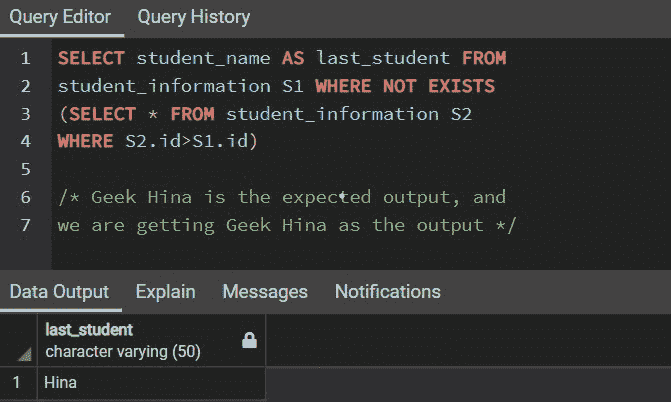 Query Editor Query History
1 SELECT student_name AS last_student FROM
2 student_information S1 WHERE NOT EXISTS
3 (SELECT * FROM student_information S2
4 WHERE S2.id>S1.id)
5
6 /* Geek Hina is the expected output, and
7 we are getting Geek Hina as the output */
Data Output Explain Messages Notifications
last_student
character varying (50)
1 Hina